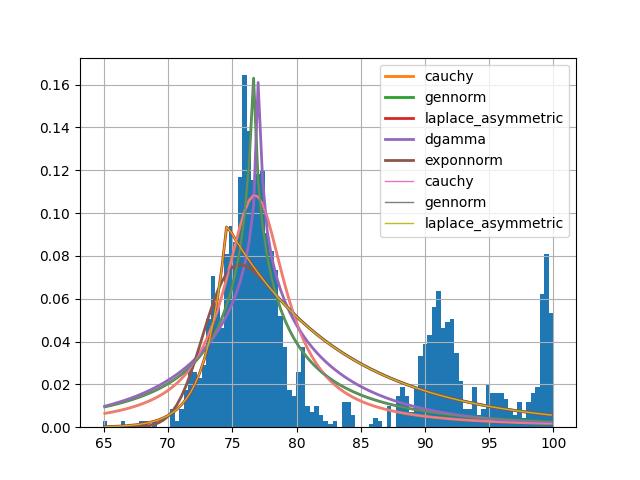 0.16
0.14
0.12
0.10
0.08
0.06
0.04
0.02
0.00
65 70 75 80 85 90 95 100
cauchy
gennorm
laplace_asymmetric
dgamma
exponnorm
cauchy
gennorm
laplace_asymmetric